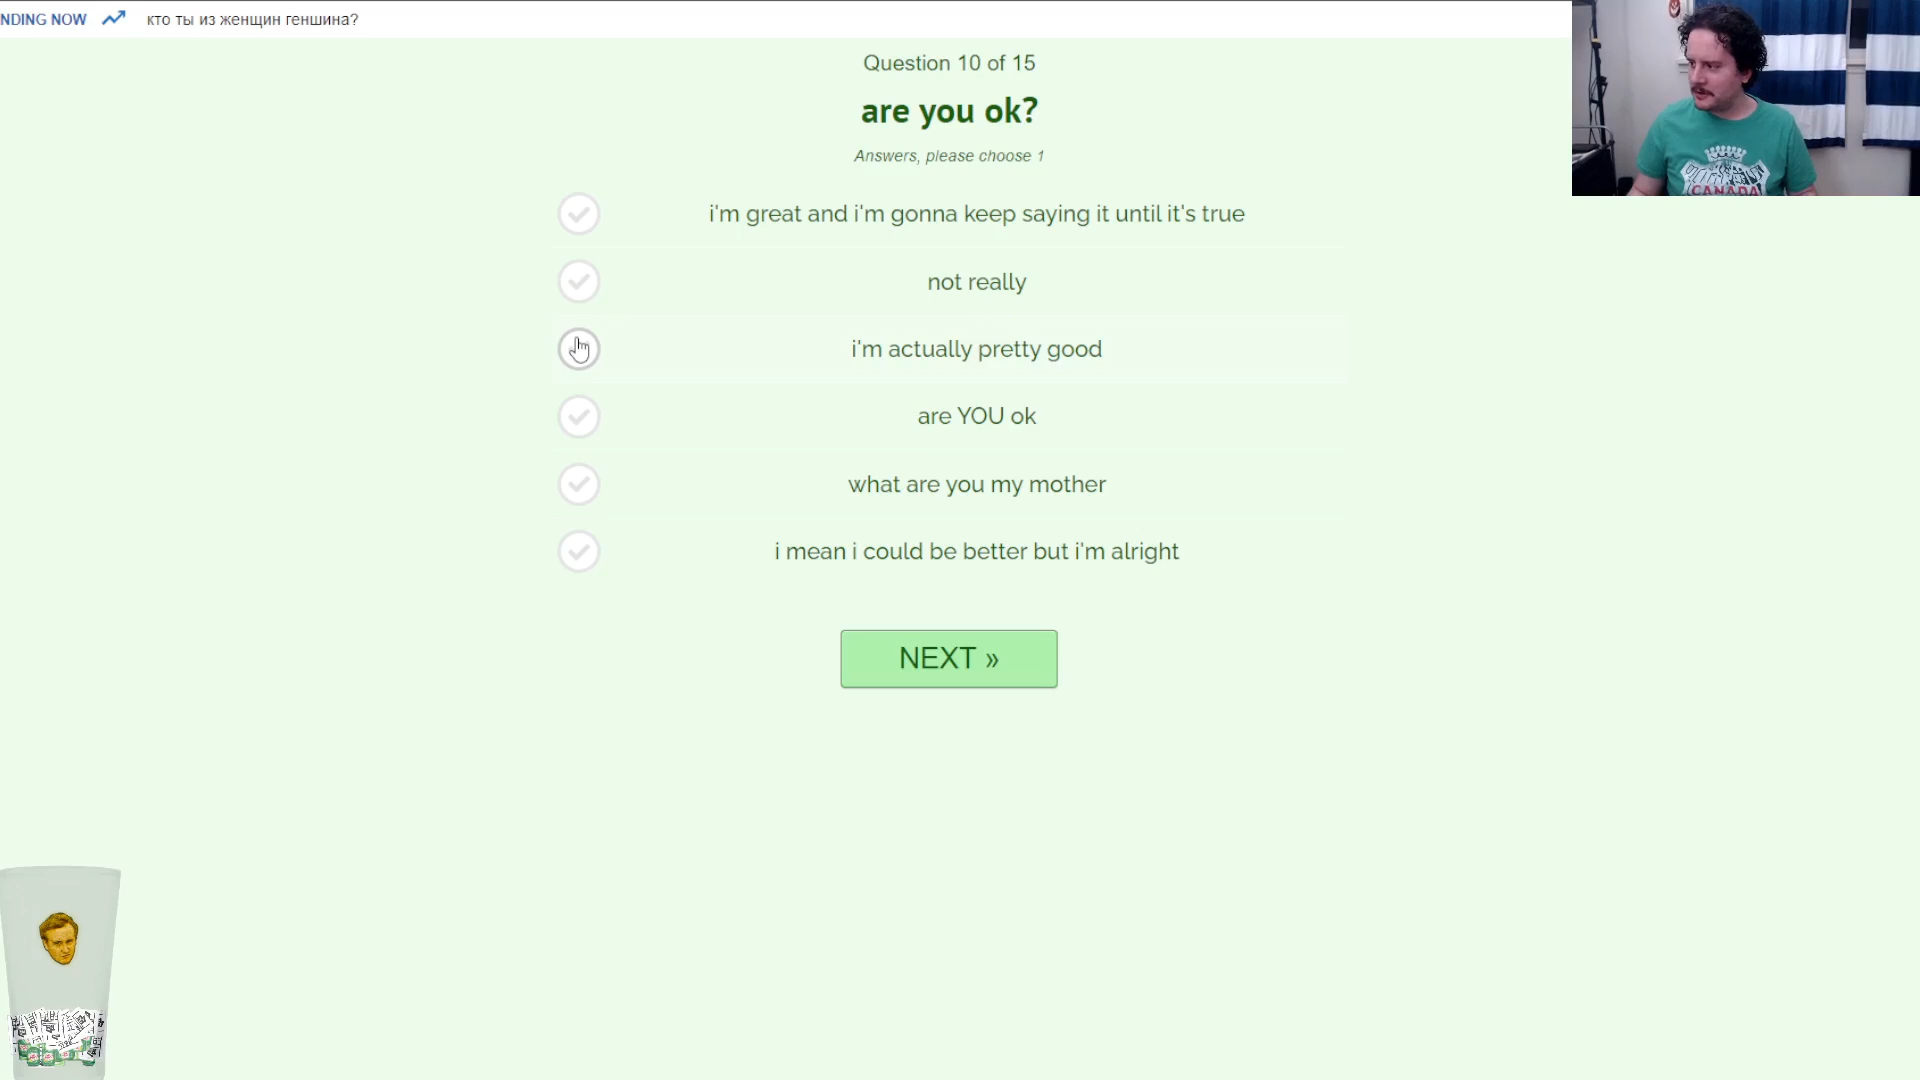 NDING NOW
кто ты из женщин геншина?
Question 10 of 15
are you ok?
Answers, please choose 1
i'm great and i'm gonna keep saying it until it's true
not really
i'm actually pretty good
are YOU ok
what are you my mother
i mean i could be better but i'm alright
NEXT »
CANADA